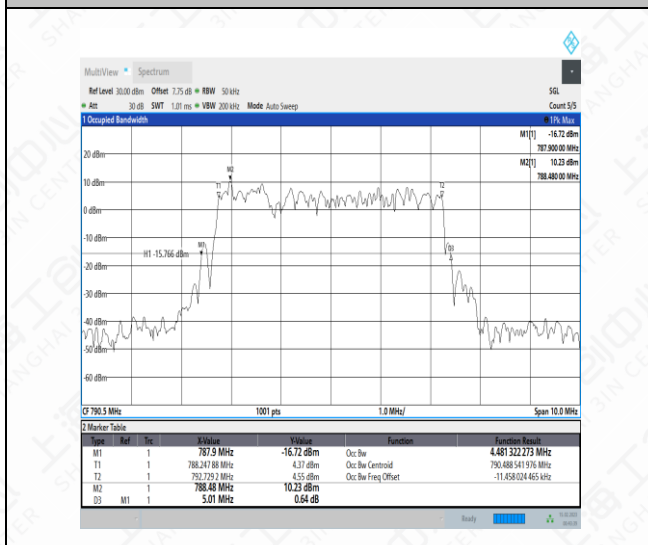 MultiView Spectrum
Ref Level 30.00 dBm Offset 7.75 dB RBW 50 kHz SGL
Att 30 dB SWT 1.01 ms VBW 200 kHz Mode Auto Sweep Count 5/5
1 Occupied Bandwidth 1Pk Max
M1[1] -16.72 dBm
787.900 00 MHz
M2[1] 10.23 dBm
788.480 00 MHz
20 dBm
M2
T1 T2
10 dBm
0 dBm
-10 dBm
M1 D3
H1 -15.766 dBm
-20 dBm
-30 dBm
-40 dBm
-50 dBm
-60 dBm
CF 790.5 MHz 1001 pts 1.0 MHz/ Span 10.0 MHz
2 Marker Table
Type Ref Trc X-Value Y-Value Function Function Result
M1 1 787.9 MHz -16.72 dBm Occ Bw 4.481 322 273 MHz
T1 1 788.247 88 MHz 4.37 dBm Occ Bw Centroid 790.488 541 976 MHz
T2 1 792.729 2 MHz 4.55 dBm Occ Bw Freq Offset -11.458 024 465 kHz
M2 1 788.48 MHz 10.23 dBm
D3 M1 1 5.01 MHz 0.64 dB
Ready